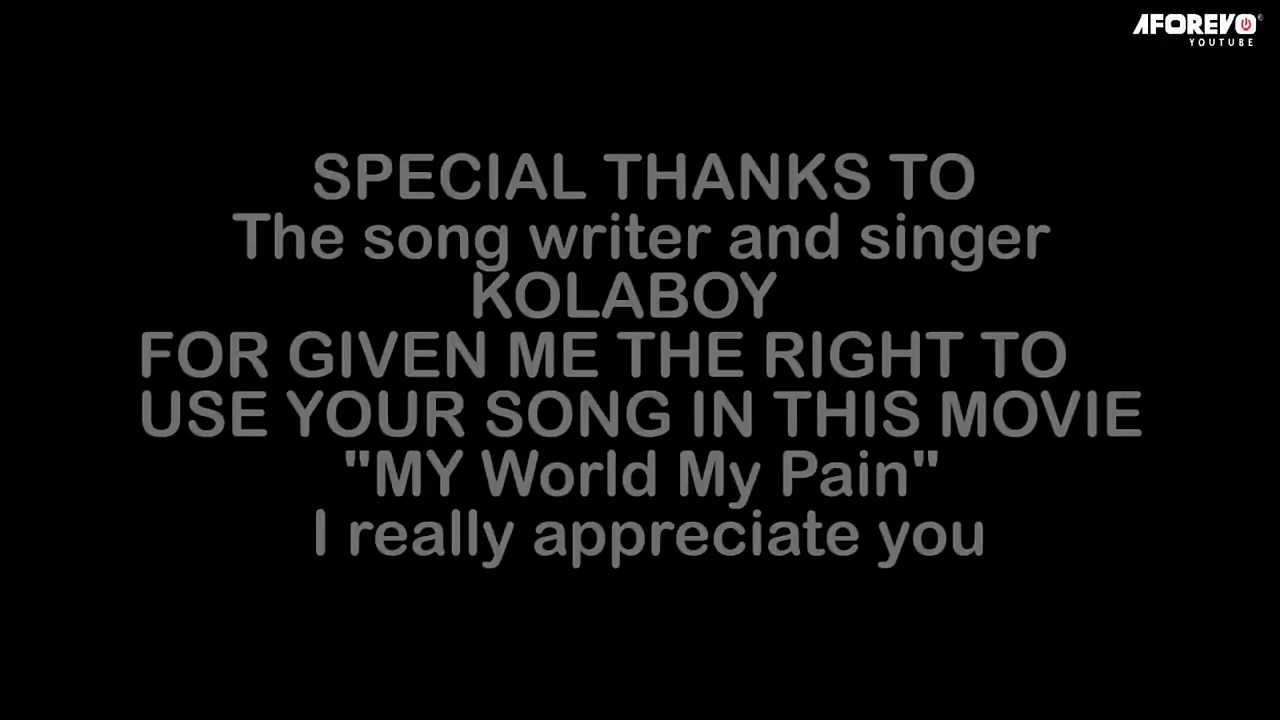 AFOREVO
YOUTUBE
SPECIAL THANKS TO
The song writer and singer
KOLABOY
FOR GIVEN ME THE RIGHT TO
USE YOUR SONG IN THIS MOVIE
"MY World My Pain"
I really appreciate you